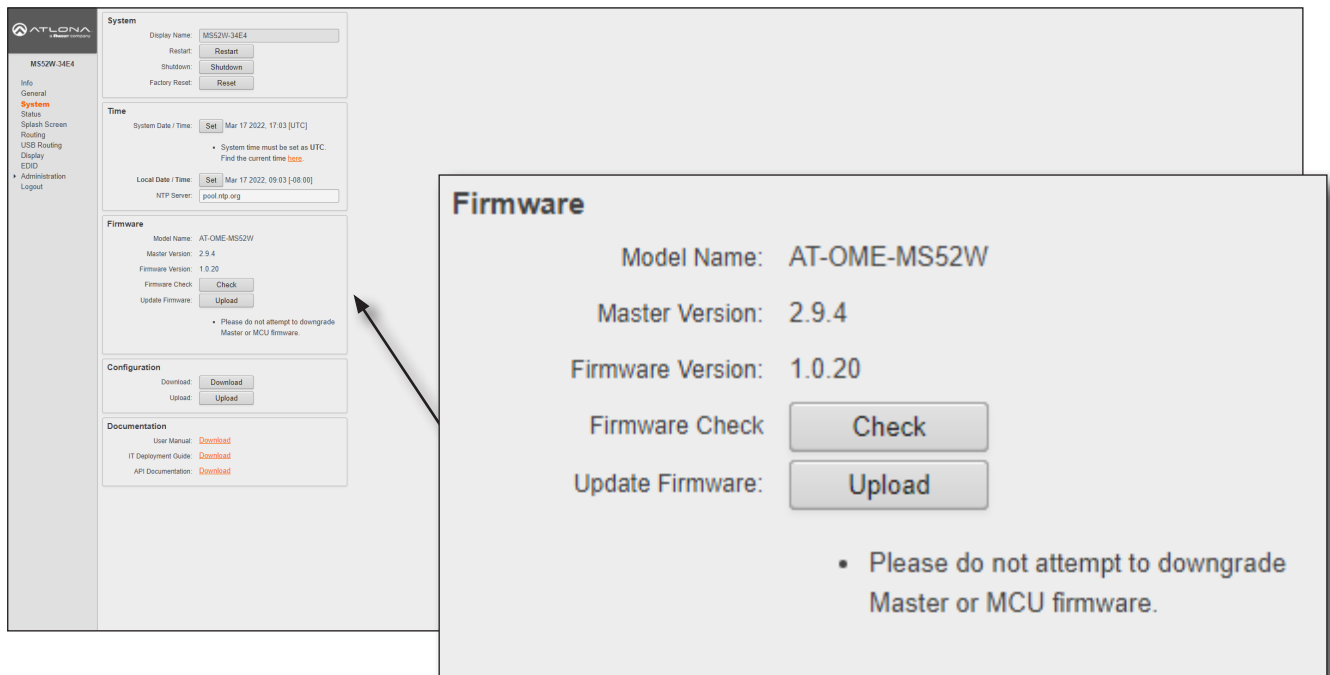 ATLONA
a Panduit company
MS52W-34E4
Info
General
System
Status
Splash Screen
Routing
USB Routing
Display
EDID
Administration
Logout
System
Display Name: MS52W-34E4
Restart: Restart
Shutdown: Shutdown
Factory Reset: Reset
Time
System Date / Time: Set Mar 17 2022, 17:03 [UTC]
• System time must be set as UTC.
Find the current time here.
Local Date / Time: Set Mar 17 2022, 09:03 [-08:00]
NTP Server: pool.ntp.org
Firmware
Model Name: AT-OME-MS52W
Master Version: 2.9.4
Firmware Version: 1.0.20
Firmware Check Check
Update Firmware: Upload
• Please do not attempt to downgrade
Master or MCU firmware.
Configuration
Download: Download
Upload: Upload
Documentation
User Manual: Download
IT Deployment Guide: Download
API Documentation: Download
Firmware
Model Name: AT-OME-MS52W
Master Version: 2.9.4
Firmware Version: 1.0.20
Firmware Check Check
Update Firmware: Upload
• Please do not attempt to downgrade
Master or MCU firmware.